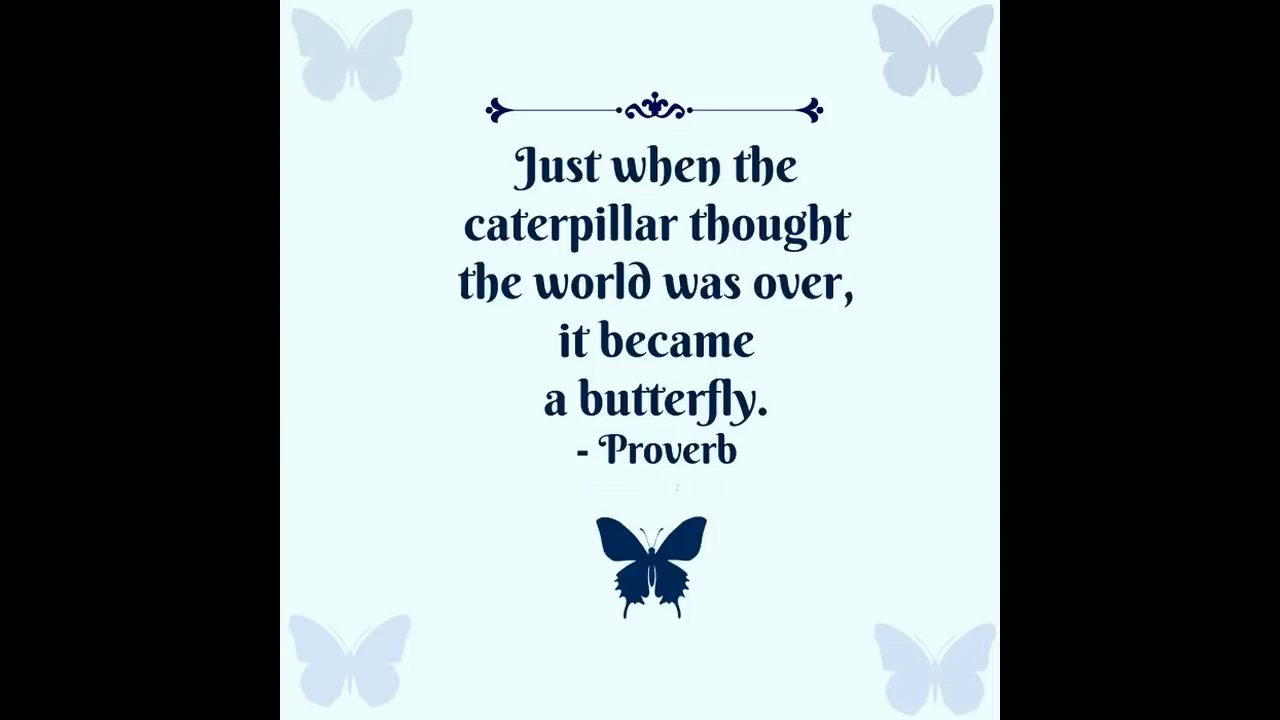 Just when the
caterpillar thought
the world was over,
it became
a butterfly.
- Proverb